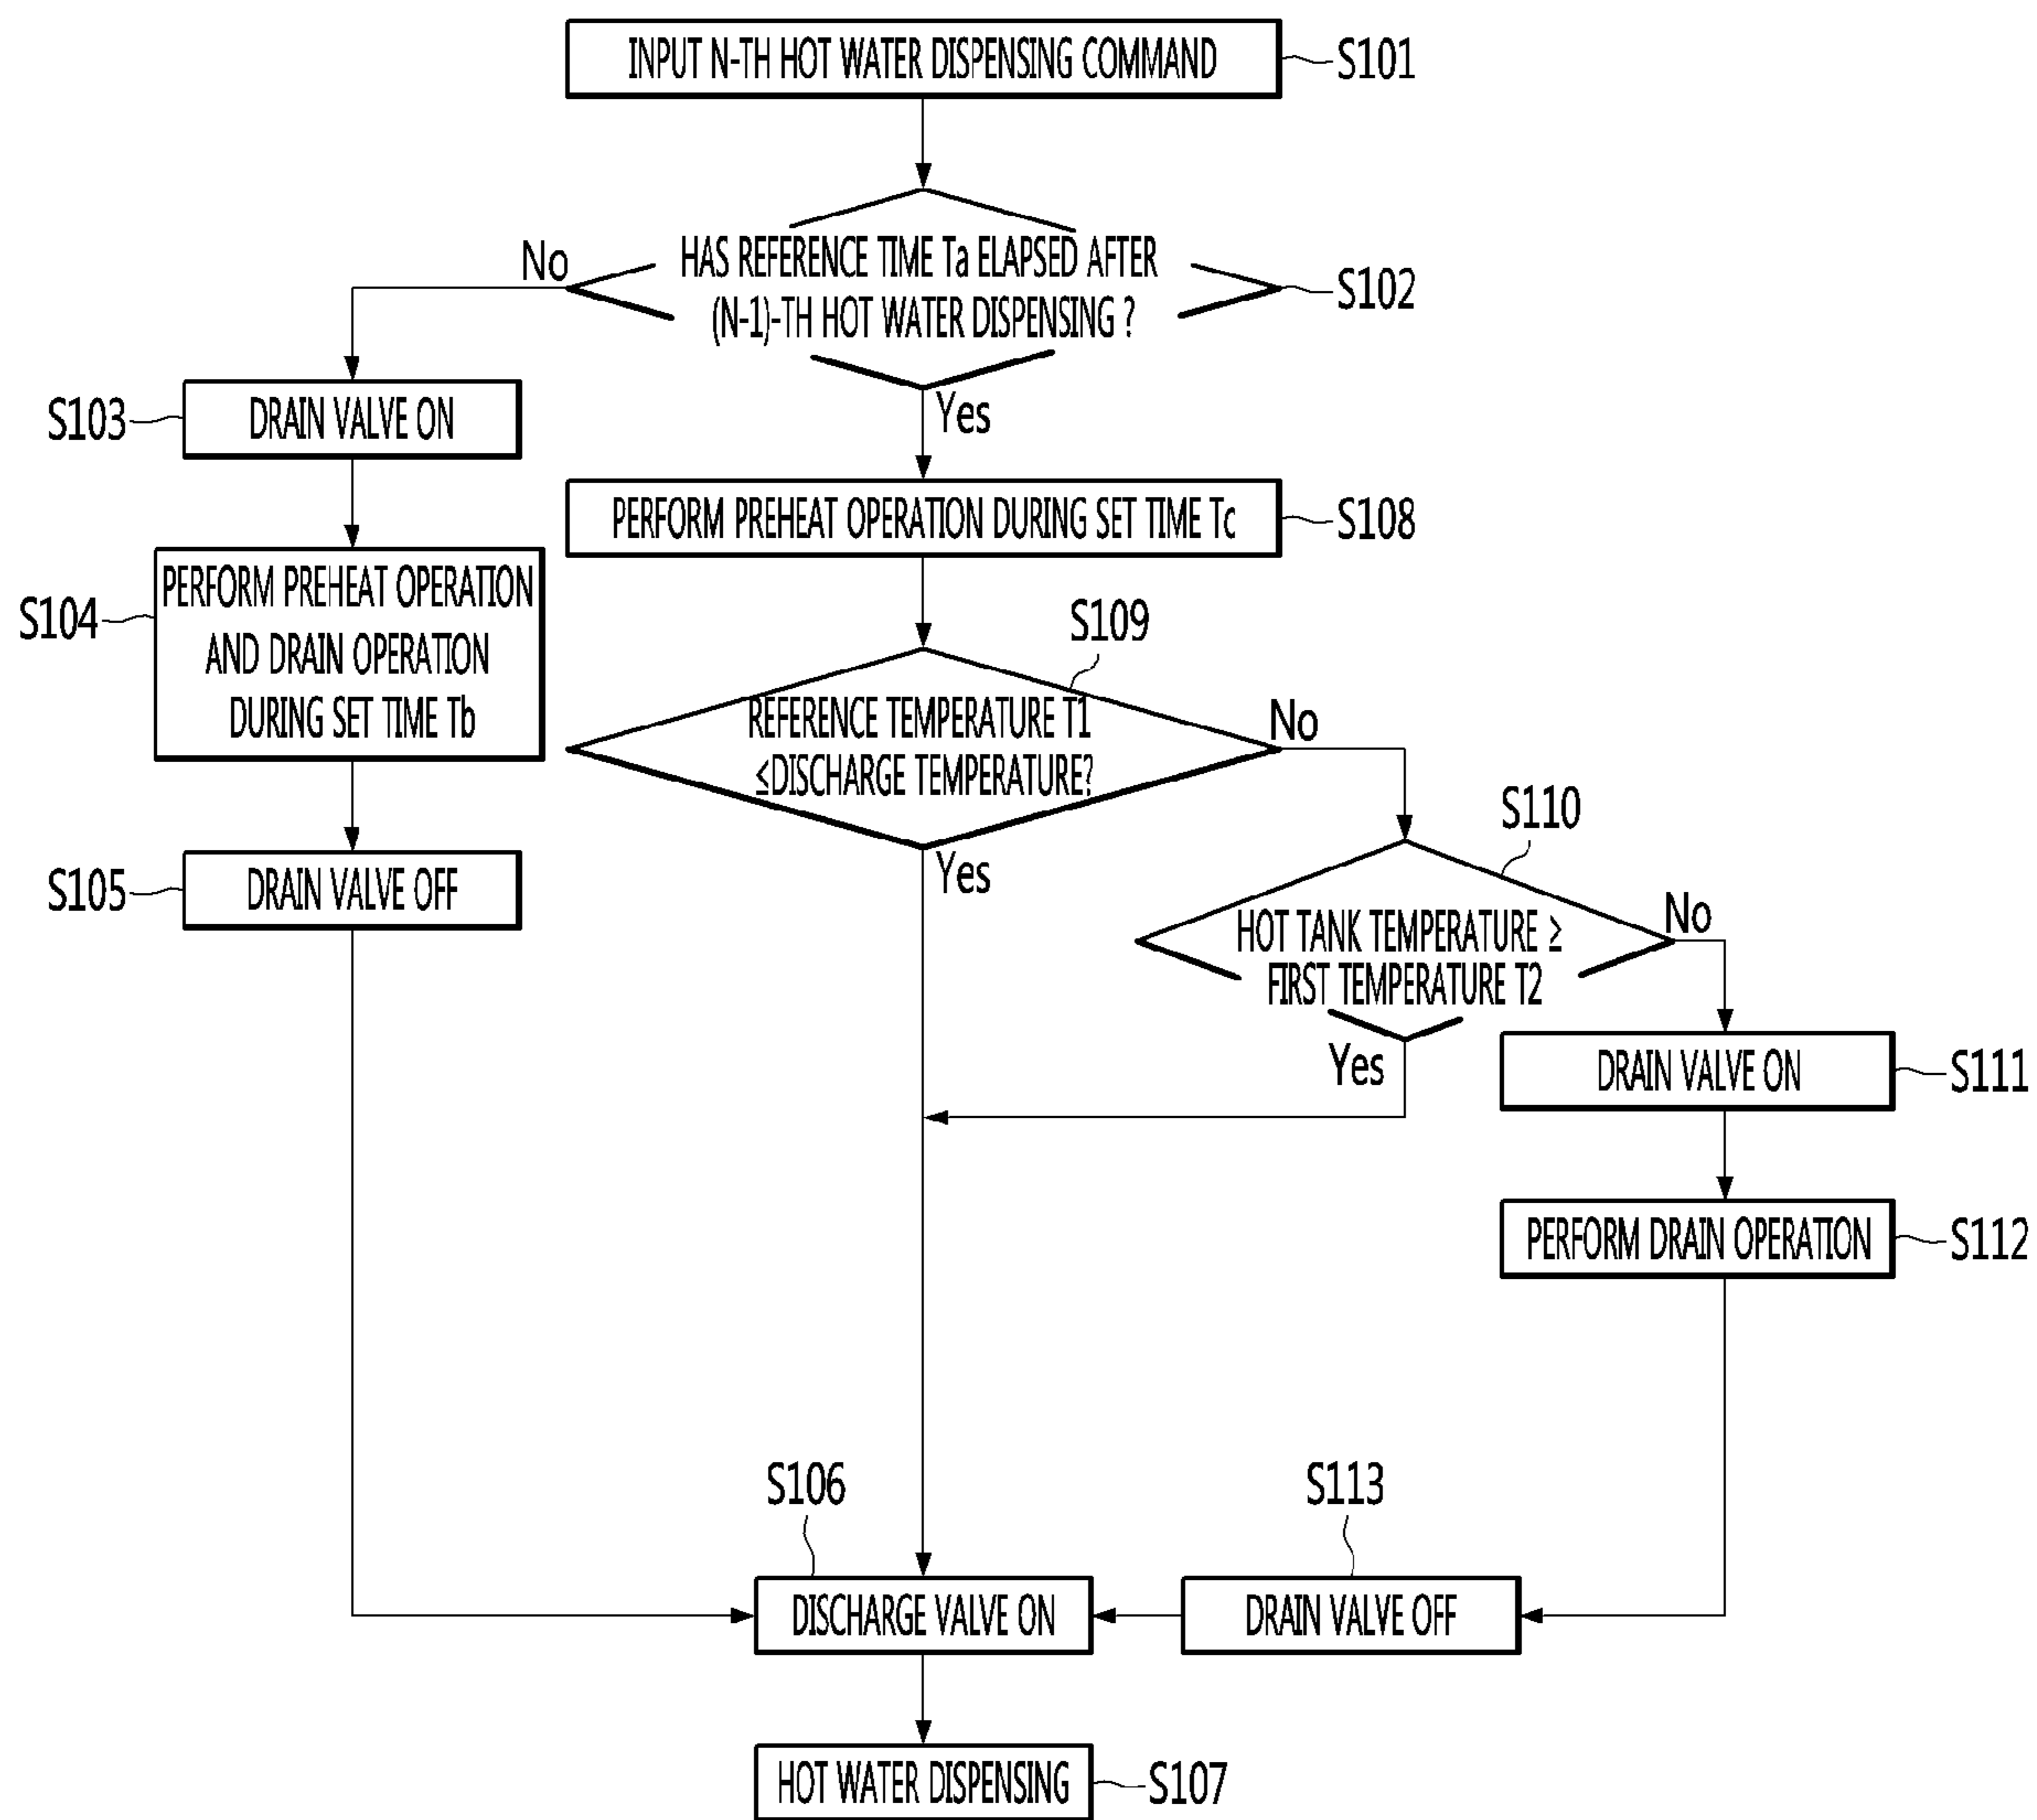 INPUT N-TH HOT WATER DISPENSING COMMAND
S101
HAS REFERENCE TIME Ta ELAPSED AFTER
(N-1)-TH HOT WATER DISPENSING ?
S102
No
Yes
S103
DRAIN VALVE ON
PERFORM PREHEAT OPERATION DURING SET TIME Tc
S108
S104
PERFORM PREHEAT OPERATION
AND DRAIN OPERATION
DURING SET TIME Tb
S109
REFERENCE TEMPERATURE T1
≤DISCHARGE TEMPERATURE?
No
Yes
S105
DRAIN VALVE OFF
S110
HOT TANK TEMPERATURE ≥
FIRST TEMPERATURE T2
No
Yes
DRAIN VALVE ON
S111
PERFORM DRAIN OPERATION
S112
S106
S113
DISCHARGE VALVE ON
DRAIN VALVE OFF
HOT WATER DISPENSING
S107